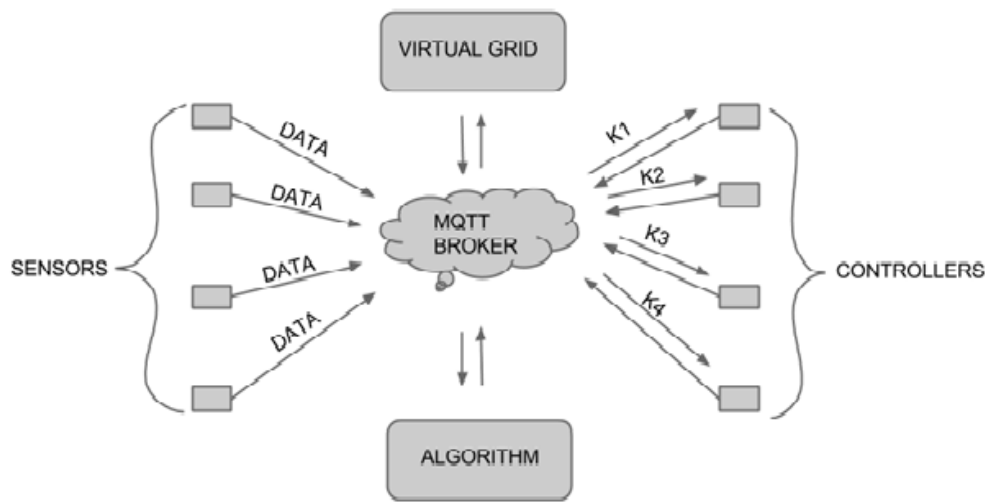 VIRTUAL GRID
DATA
DATA
DATA
DATA
SENSORS
MQTT
BROKER
K1
K2
K3
K4
CONTROLLERS
ALGORITHM